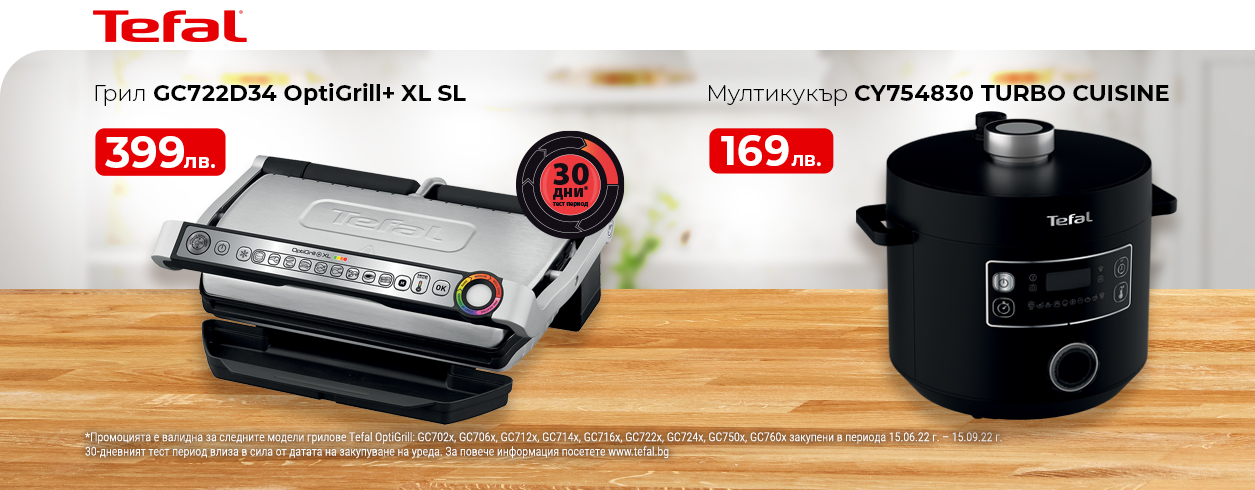 Tefal
Грил GC722D34 OptiGrill+ XL SL
399лв.
30
ДНИ*
тест период
Tefal
OptiGrill+XL
OK
Мултикукър CY754830 TURBO CUISINE
169лв.
Tefal
*Промоцията е валидна за следните модели грилове Tefal OptiGrill: GC702x, GC706x, GC712x, GC714x, GC716x, GC722x, GC724x, GC750x, GC760x закупени в периода 15.06.22 г. – 15.09.22 г.
30-дневният тест период влиза в сила от датата на закупуване на уреда. За повече информация посетете www.tefal.bg